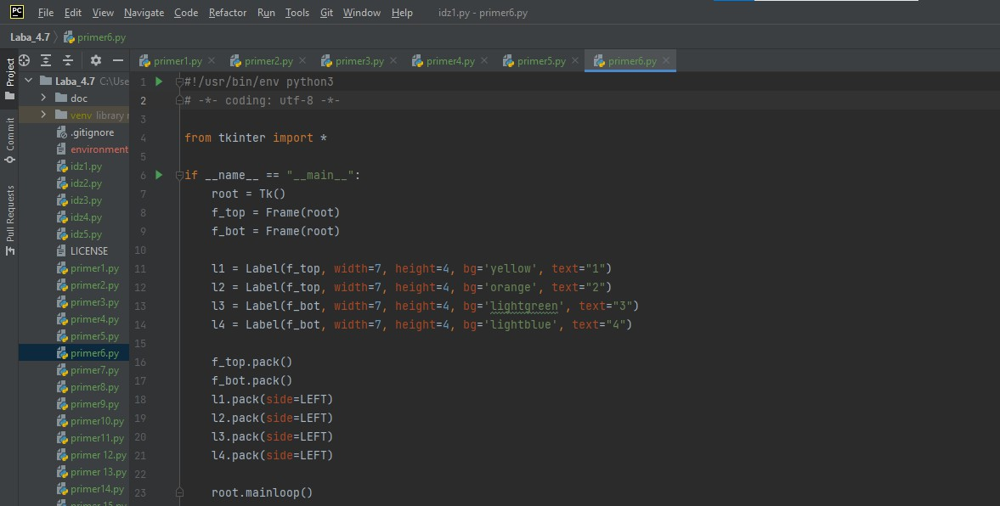 PC File Edit View Navigate Code Refactor Run Tools Git Window Help idz1.py - primer6.py
Laba_4.7 primer6.py
Project
Commit
Pull Requests
primer1.py primer2.py primer3.py primer4.py primer5.py primer6.py
Laba_4.7 C:\Use
doc
venv library r
.gitignore
environment
idz1.py
idz2.py
idz3.py
idz4.py
idz5.py
LICENSE
primer1.py
primer2.py
primer3.py
primer4.py
primer5.py
primer6.py
primer7.py
primer8.py
primer9.py
primer10.py
primer11.py
primer 12.py
primer 13.py
primer14.py
primer 15.py
1 #!/usr/bin/env python3
2 # -*- coding: utf-8 -*-
3
4 from tkinter import *
5
6 if __name__ == "__main__":
7 root = Tk()
8 f_top = Frame(root)
9 f_bot = Frame(root)
10
11 l1 = Label(f_top, width=7, height=4, bg='yellow', text="1")
12 l2 = Label(f_top, width=7, height=4, bg='orange', text="2")
13 l3 = Label(f_bot, width=7, height=4, bg='lightgreen', text="3")
14 l4 = Label(f_bot, width=7, height=4, bg='lightblue', text="4")
15
16 f_top.pack()
17 f_bot.pack()
18 l1.pack(side=LEFT)
19 l2.pack(side=LEFT)
20 l3.pack(side=LEFT)
21 l4.pack(side=LEFT)
22
23 root.mainloop()